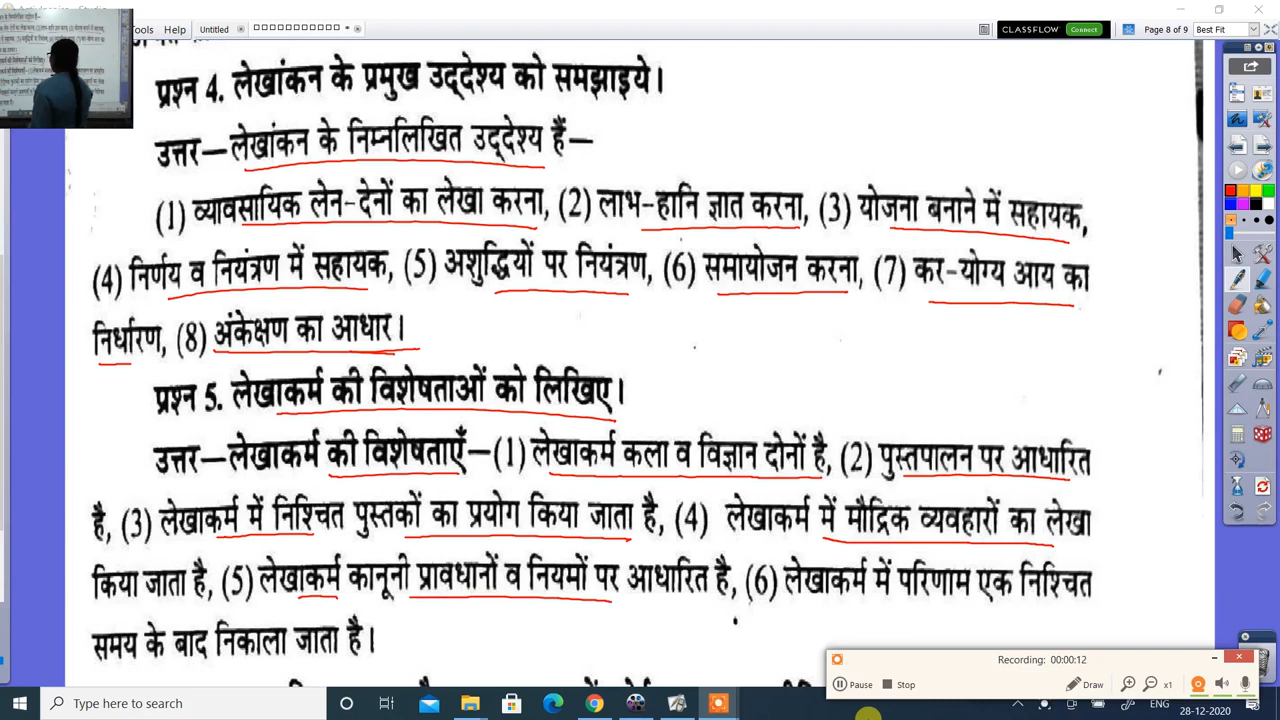 Tools Help Untitled
CLASSFLOW Connect
Page 8 of 9 Best Fit
प्रश्न 4. लेखांकन के प्रमुख उद्देश्य को समझाइये।
उत्तर—लेखांकन के निम्नलिखित उद्देश्य हैं—
(1) व्यावसायिक लेन-देनों का लेखा करना, (2) लाभ-हानि ज्ञात करना, (3) योजना बनाने में सहायक,
(4) निर्णय व नियंत्रण में सहायक, (5) अशुद्धियों पर नियंत्रण, (6) समायोजन करना, (7) कर-योग्य आय का
निर्धारण, (8) अंकेक्षण का आधार।
प्रश्न 5. लेखाकर्म की विशेषताओं को लिखिए।
उत्तर—लेखाकर्म की विशेषताएँ—(1) लेखाकर्म कला व विज्ञान दोनों है, (2) पुस्तपालन पर आधारित
है, (3) लेखाकर्म में निश्चित पुस्तकों का प्रयोग किया जाता है, (4) लेखाकर्म में मौद्रिक व्यवहारों का लेखा
किया जाता है, (5) लेखाकर्म कानूनी प्रावधानों व नियमों पर आधारित है, (6) लेखाकर्म में परिणाम एक निश्चित
समय के बाद निकाला जाता है।
Recording: 00:00:12
Pause Stop Draw x1
Type here to search
ENG 28-12-2020